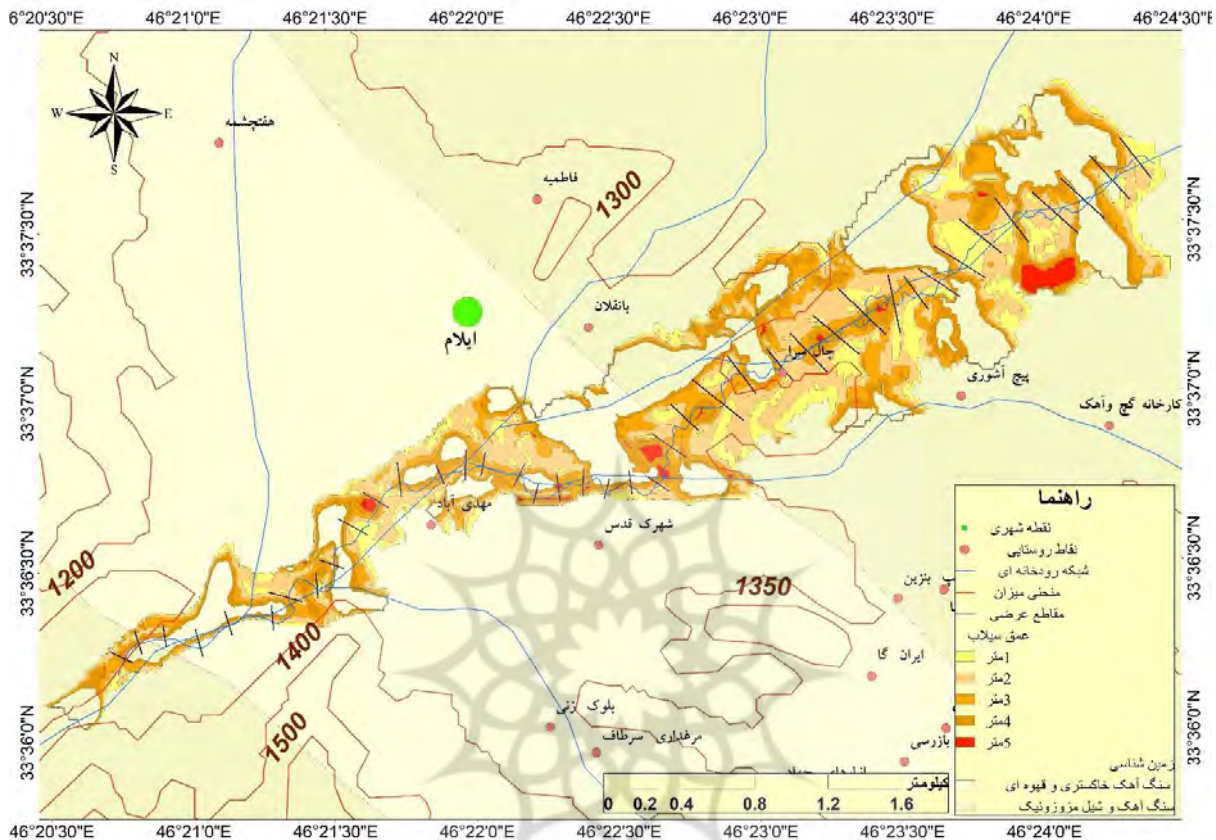 6°20'30"E 46°21'0"E 46°21'30"E 46°22'0"E 46°22'30"E 46°23'0"E 46°23'30"E 46°24'0"E 46°24'30"E
33°37'30"N
33°37'0"N
33°36'30"N
33°36'0"N
N
W E
S
هفتچشمه
فاطمیه
1300
بانقلان
ایلام
چال سرا
پیچ آشوری
کارخانه گچ وآهک
مهدی آباد
شهرک قدس
1200
1350
1400
1500
پ بنزین
ایران گا
بلوک زنی
مرغداری سرطاف
بازرسی
راهنما
نقطه شهری
نقاط روستایی
شبکه رودخانه ای
منحنی میزان
مقاطع عرضی
عمق سیلاب
1متر
2متر
3متر
4متر
5متر
زمین شناسی
سنگ آهک خاکستری و قهوه ای
سنگ آهک و شیل مزوزوئیک
کیلومتر
0 0.2 0.4 0.8 1.2 1.6
33°37'30"N
33°37'0"N
33°36'30"N
33°36'0"N
46°20'30"E 46°21'0"E 46°21'30"E 46°22'0"E 46°22'30"E 46°23'0"E 46°23'30"E 46°24'0"E